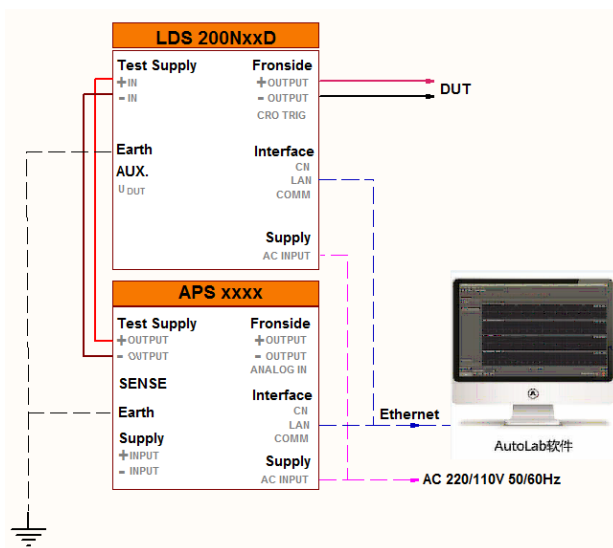 LDS 200NxxD
Test Supply
+IN
- IN
Earth
AUX.
U DUT
Fronside
+OUTPUT
- OUTPUT
CRO TRIG
Interface
CN
LAN
COMM
Supply
AC INPUT
DUT
APS xxxx
Test Supply
+OUTPUT
- OUTPUT
SENSE
Earth
Supply
+INPUT
- INPUT
Fronside
+OUTPUT
- OUTPUT
ANALOG IN
Interface
CN
LAN
COMM
Supply
AC INPUT
Ethernet
AutoLab软件
AC 220/110V 50/60Hz